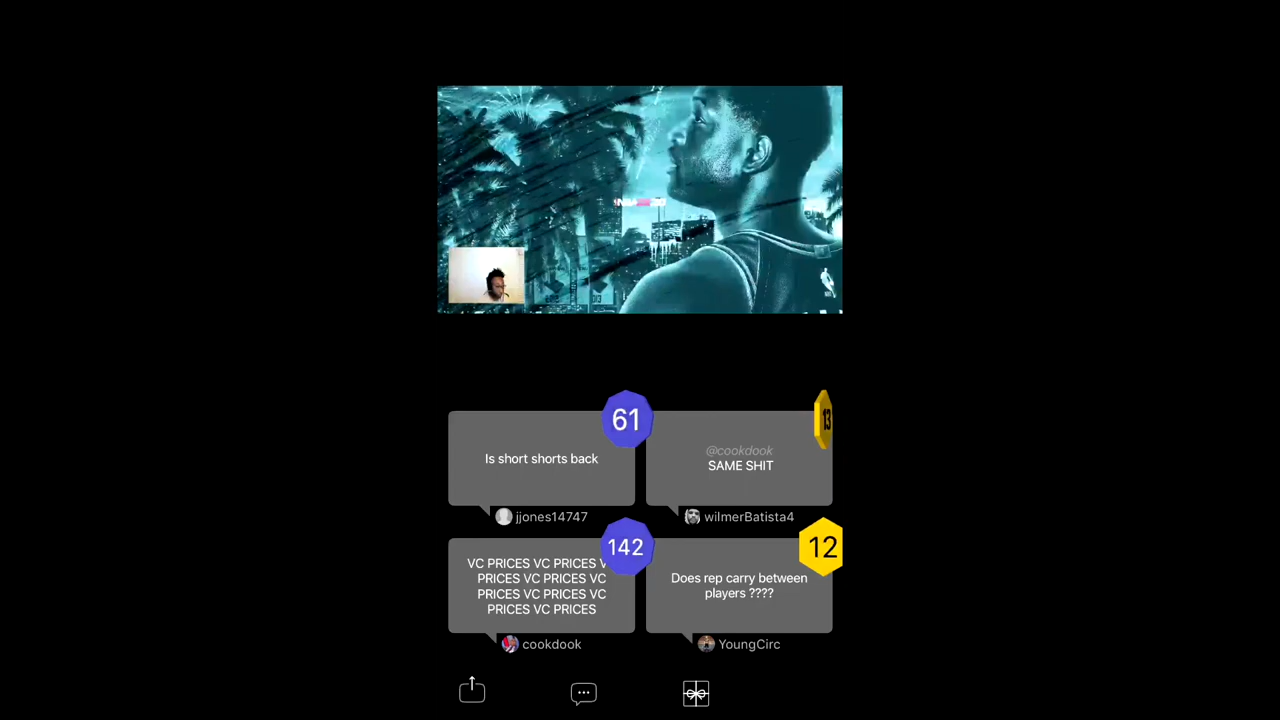 61
Is short shorts back
jjones14747
13
@cookdook
SAME SHIT
wilmerBatista4
142
VC PRICES VC PRICES V
PRICES VC PRICES VC
PRICES VC PRICES VC
PRICES VC PRICES
cookdook
12
Does rep carry between
players ????
YoungCirc